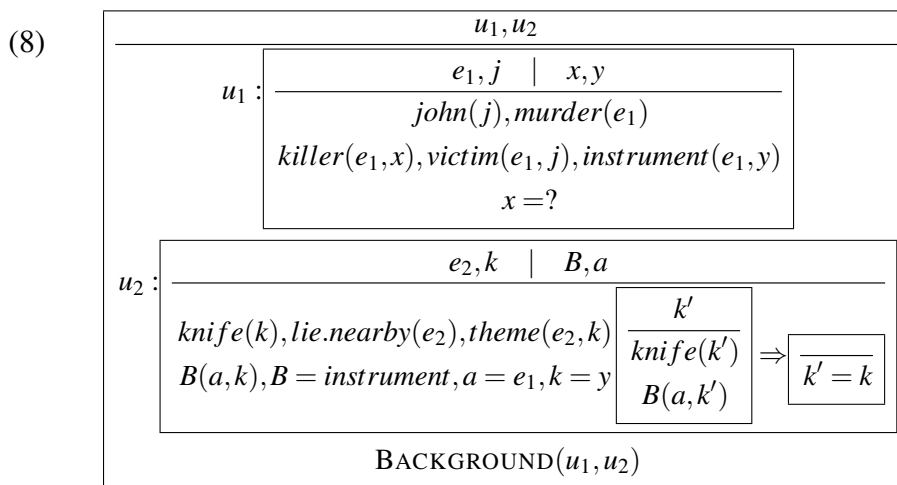 (8)
u₁, u₂
u₁ :
e₁, j | x, y
john(j), murder(e₁)
killer(e₁, x), victim(e₁, j), instrument(e₁, y)
x =?
u₂ :
e₂, k | B, a
knife(k), lie.nearby(e₂), theme(e₂, k)
B(a, k), B = instrument, a = e₁, k = y
k′
knife(k′)
B(a, k′)
⇒
k′ = k
BACKGROUND(u₁, u₂)